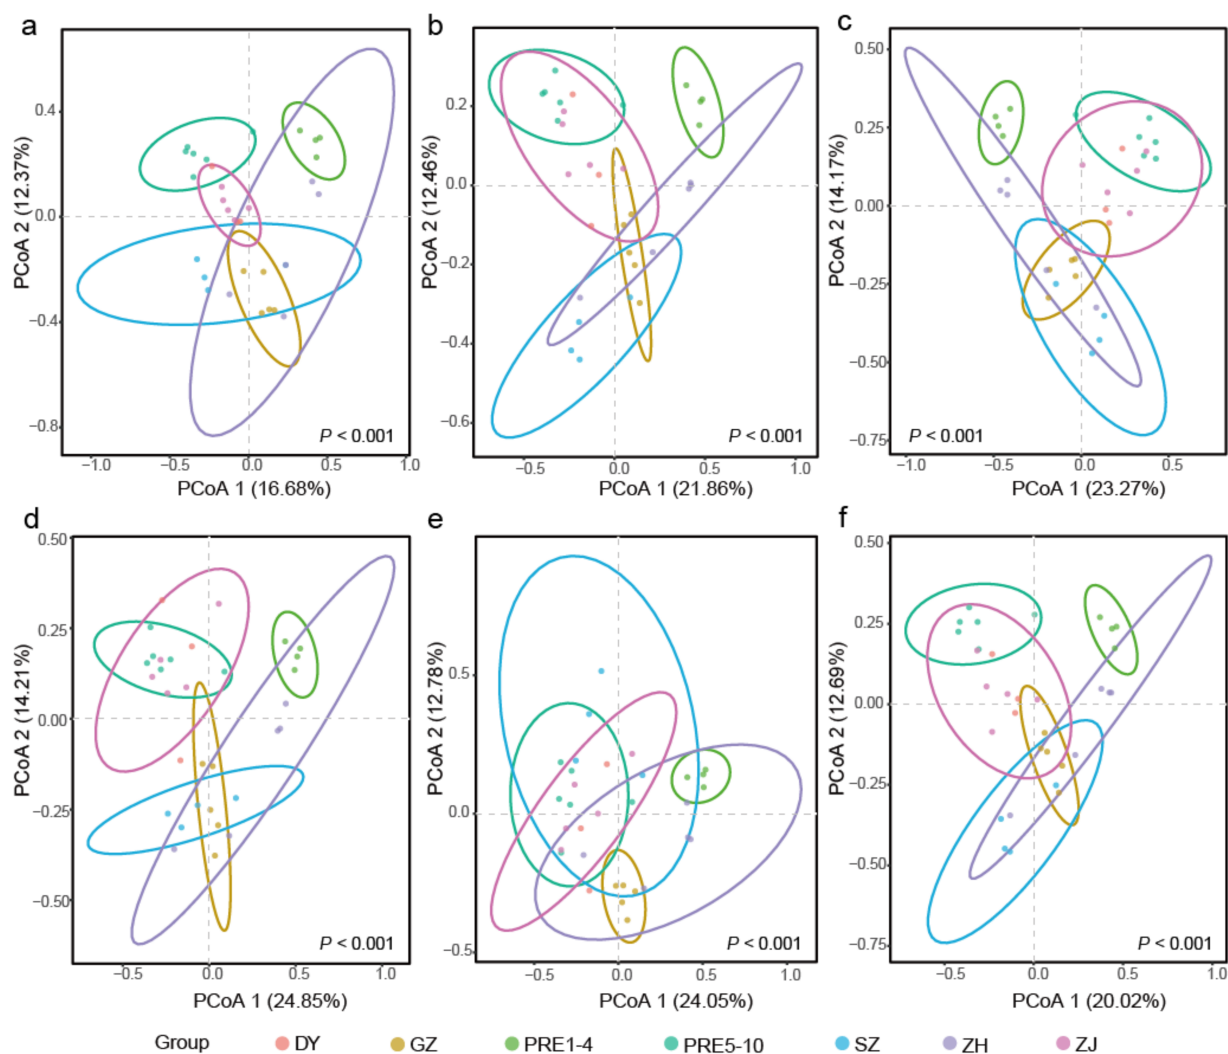 a
PCoA 2 (12.37%)
0.4
0.0
−0.4
−0.8
P < 0.001
−1.0 −0.5 0.0 0.5 1.0
PCoA 1 (16.68%)
b
PCoA 2 (12.46%)
0.2
0.0
−0.2
−0.4
−0.6
P < 0.001
−0.5 0.0 0.5 1.0
PCoA 1 (21.86%)
c
PCoA 2 (14.17%)
0.50
0.25
0.00
−0.25
−0.50
−0.75
P < 0.001
−1.0 −0.5 0.0 0.5
PCoA 1 (23.27%)
d
PCoA 2 (14.21%)
0.50
0.25
0.00
−0.25
−0.50
P < 0.001
−0.5 0.0 0.5 1.0
PCoA 1 (24.85%)
e
PCoA 2 (12.78%)
0.5
0.0
−0.5
P < 0.001
−0.5 0.0 0.5 1.0
PCoA 1 (24.05%)
f
PCoA 2 (12.69%)
0.50
0.25
0.00
−0.25
−0.50
−0.75
P < 0.001
−0.5 0.0 0.5 1.0
PCoA 1 (20.02%)
Group DY GZ PRE1-4 PRE5-10 SZ ZH ZJ